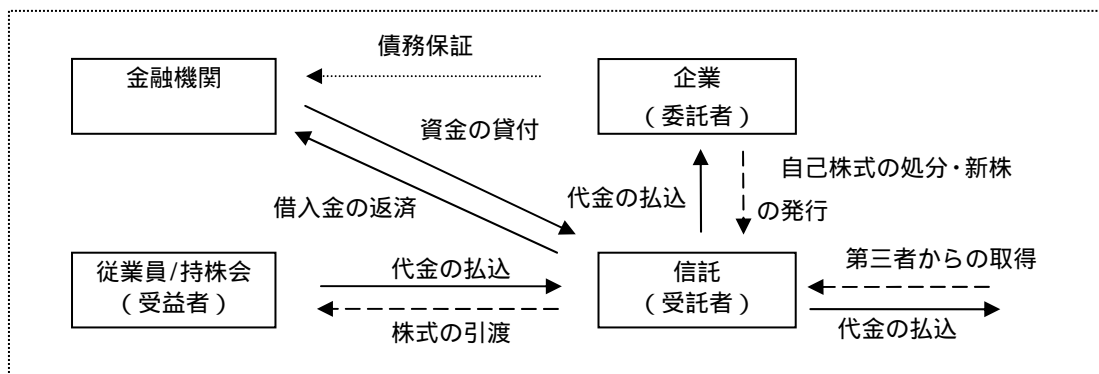 債務保証
金融機関
企業
（委託者）
資金の貸付
自己株式の処分・新株
の発行
代金の払込
借入金の返済
従業員/持株会
（受益者）
代金の払込
株式の引渡
信託
（受託者）
第三者からの取得
代金の払込